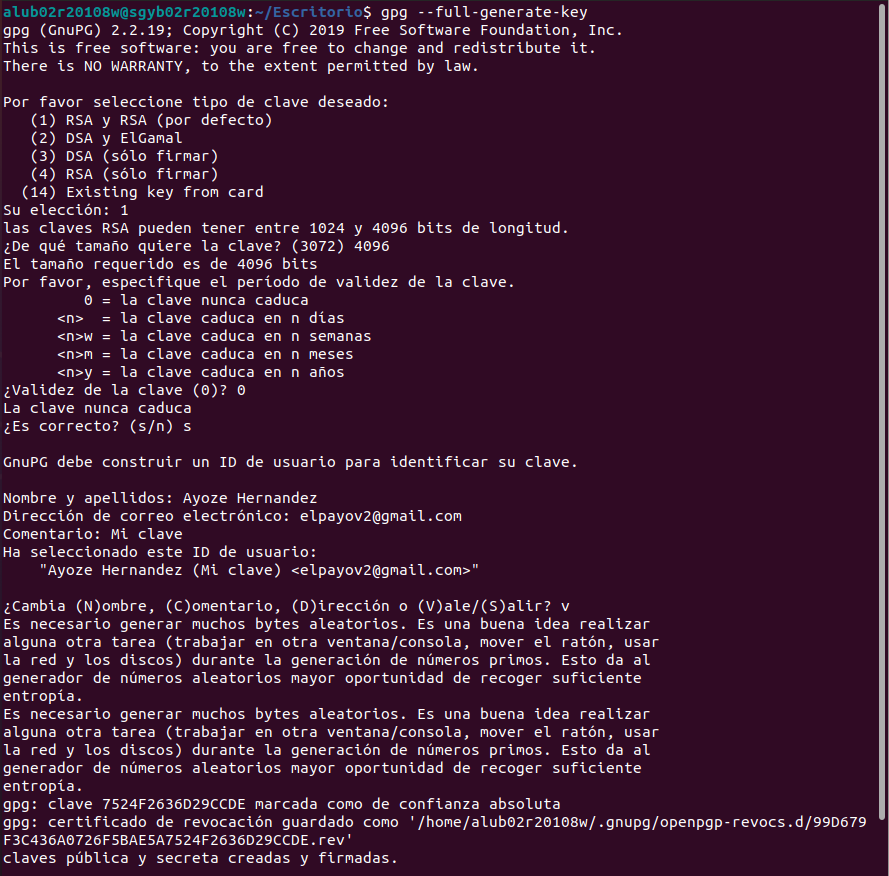 alub02r20108w@sgyb02r20108w:~/Escritorio$ gpg --full-generate-key
gpg (GnuPG) 2.2.19; Copyright (C) 2019 Free Software Foundation, Inc.
This is free software: you are free to change and redistribute it.
There is NO WARRANTY, to the extent permitted by law.

Por favor seleccione tipo de clave deseado:
   (1) RSA y RSA (por defecto)
   (2) DSA y ElGamal
   (3) DSA (sólo firmar)
   (4) RSA (sólo firmar)
  (14) Existing key from card
Su elección: 1
las claves RSA pueden tener entre 1024 y 4096 bits de longitud.
¿De qué tamaño quiere la clave? (3072) 4096
El tamaño requerido es de 4096 bits
Por favor, especifique el período de validez de la clave.
         0 = la clave nunca caduca
      <n>  = la clave caduca en n días
      <n>w = la clave caduca en n semanas
      <n>m = la clave caduca en n meses
      <n>y = la clave caduca en n años
¿Validez de la clave (0)? 0
La clave nunca caduca
¿Es correcto? (s/n) s

GnuPG debe construir un ID de usuario para identificar su clave.

Nombre y apellidos: Ayoze Hernandez
Dirección de correo electrónico: elpayov2@gmail.com
Comentario: Mi clave
Ha seleccionado este ID de usuario:
    "Ayoze Hernandez (Mi clave) <elpayov2@gmail.com>"

¿Cambia (N)ombre, (C)omentario, (D)irección o (V)ale/(S)alir? v
Es necesario generar muchos bytes aleatorios. Es una buena idea realizar
alguna otra tarea (trabajar en otra ventana/consola, mover el ratón, usar
la red y los discos) durante la generación de números primos. Esto da al
generador de números aleatorios mayor oportunidad de recoger suficiente
entropía.
Es necesario generar muchos bytes aleatorios. Es una buena idea realizar
alguna otra tarea (trabajar en otra ventana/consola, mover el ratón, usar
la red y los discos) durante la generación de números primos. Esto da al
generador de números aleatorios mayor oportunidad de recoger suficiente
entropía.
gpg: clave 7524F2636D29CCDE marcada como de confianza absoluta
gpg: certificado de revocación guardado como '/home/alub02r20108w/.gnupg/openpgp-revocs.d/99D679
F3C436A0726F5BAE5A7524F2636D29CCDE.rev'
claves pública y secreta creadas y firmadas.